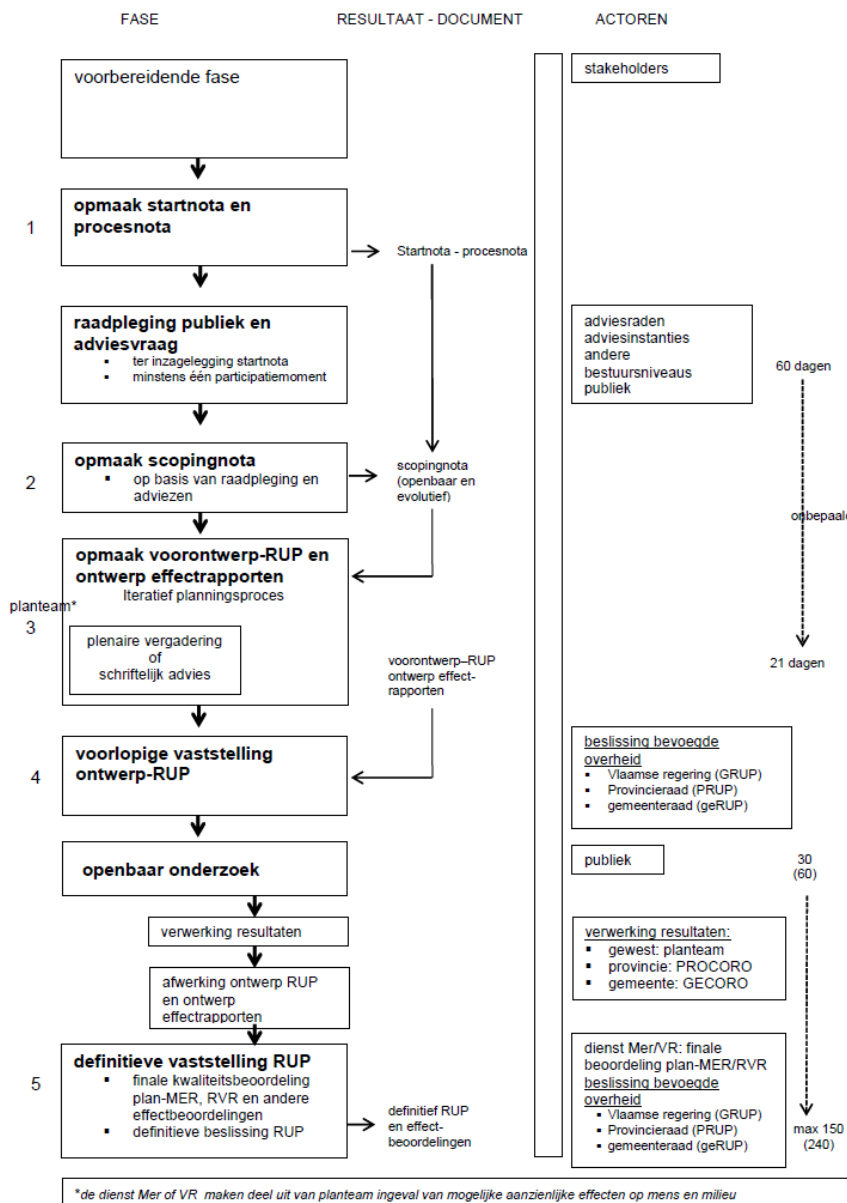 FASE
RESULTAAT - DOCUMENT
ACTOREN
voorbereidende fase
stakeholders
1
opmaak startnota en
procesnota
Startnota - procesnota
raadpleging publiek en
adviesvraag
▪ ter inzagelegging startnota
▪ minstens één participatiemoment
adviesraden
adviesinstanties
andere
bestuursniveaus
publiek
60 dagen
2
opmaak scopingnota
▪ op basis van raadpleging en
adviezen
scopingnota
(openbaar en
evolutief)
onbepaald
opmaak voorontwerp-RUP en
ontwerp effectrapporten
Iteratief planningsproces
planteam*
3
plenaire vergadering
of
schriftelijk advies
voorontwerp–RUP
ontwerp effect-
rapporten
21 dagen
4
voorlopige vaststelling
ontwerp-RUP
beslissing bevoegde
overheid
▪ Vlaamse regering (GRUP)
▪ Provincieraad (PRUP)
▪ gemeenteraad (geRUP)
openbaar onderzoek
publiek
30
(60)
verwerking resultaten
verwerking resultaten:
▪ gewest: planteam
▪ provincie: PROCORO
▪ gemeente: GECORO
afwerking ontwerp RUP
en ontwerp
effectrapporten
5
definitieve vaststelling RUP
▪ finale kwaliteitsbeoordeling
plan-MER, RVR en andere
effectbeoordelingen
▪ definitieve beslissing RUP
definitief RUP
en effect-
beoordelingen
dienst Mer/VR: finale
beoordeling plan-MER/RVR
beslissing bevoegde
overheid
▪ Vlaamse regering (GRUP)
▪ Provincieraad (PRUP)
▪ gemeenteraad (geRUP)
max 150
(240)
*de dienst Mer of VR maken deel uit van planteam ingeval van mogelijke aanzienlijke effecten op mens en milieu